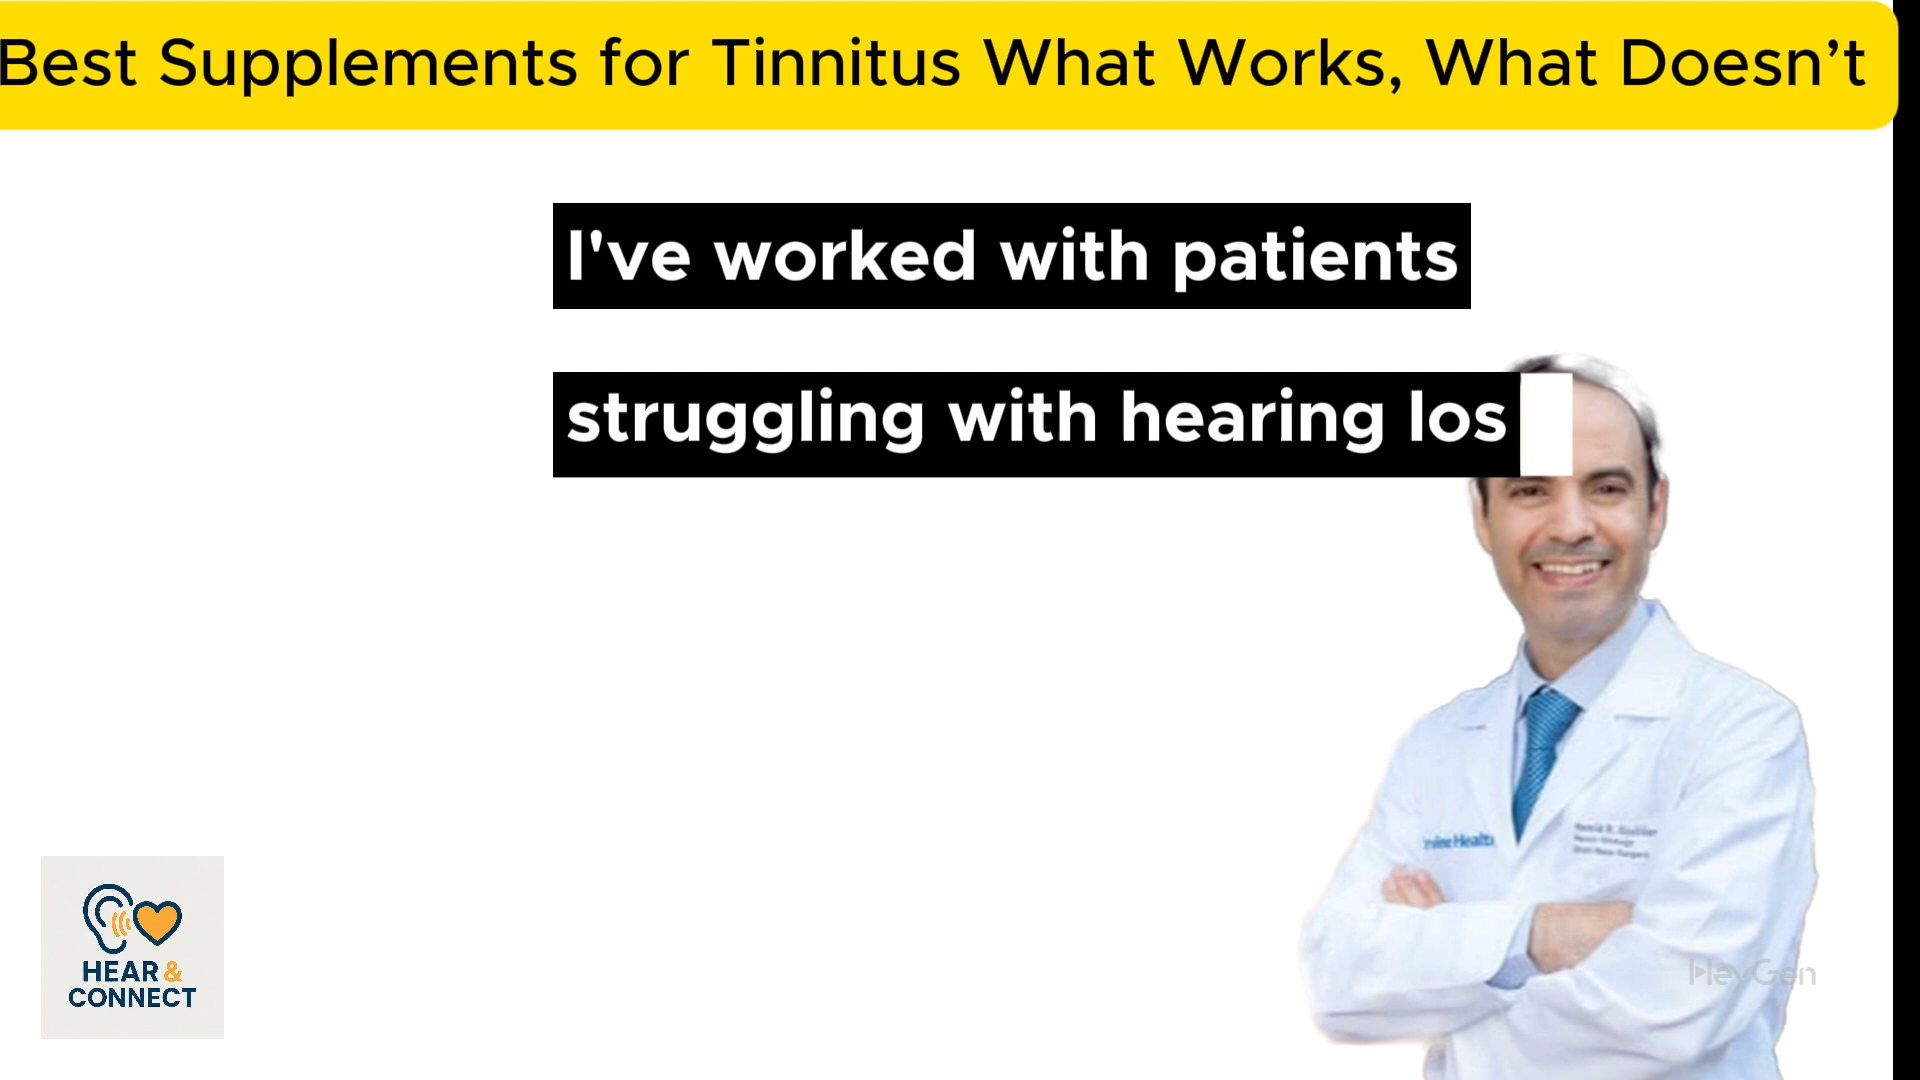 Best Supplements for Tinnitus What Works, What Doesn’t
I've worked with patients
struggling with hearing los
HEAR &
CONNECT
HeyGen